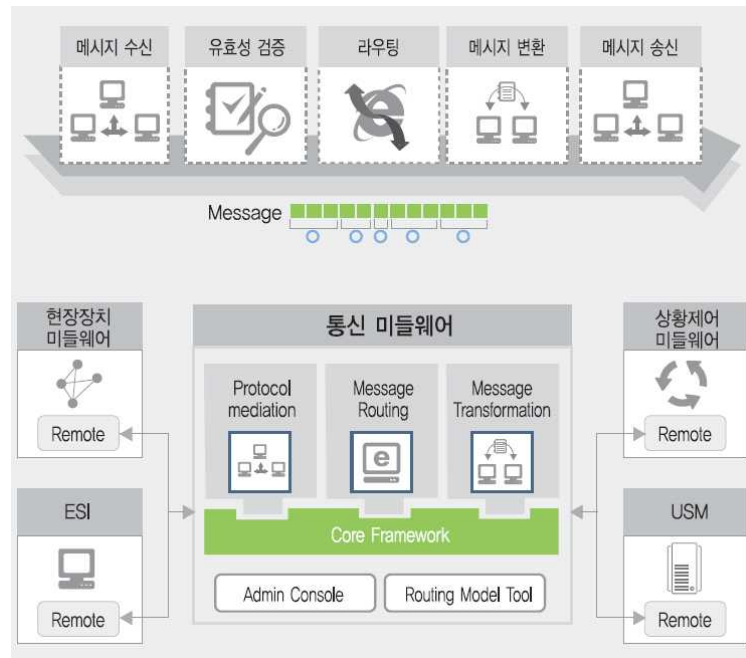 메시지 수신
유효성 검증
라우팅
메시지 변환
메시지 송신
Message
현장장치
미들웨어
Remote
ESI
Remote
통신 미들웨어
Protocol
mediation
Message
Routing
Message
Transformation
e
Core Framework
Admin Console
Routing Model Tool
상황제어
미들웨어
Remote
USM
Remote